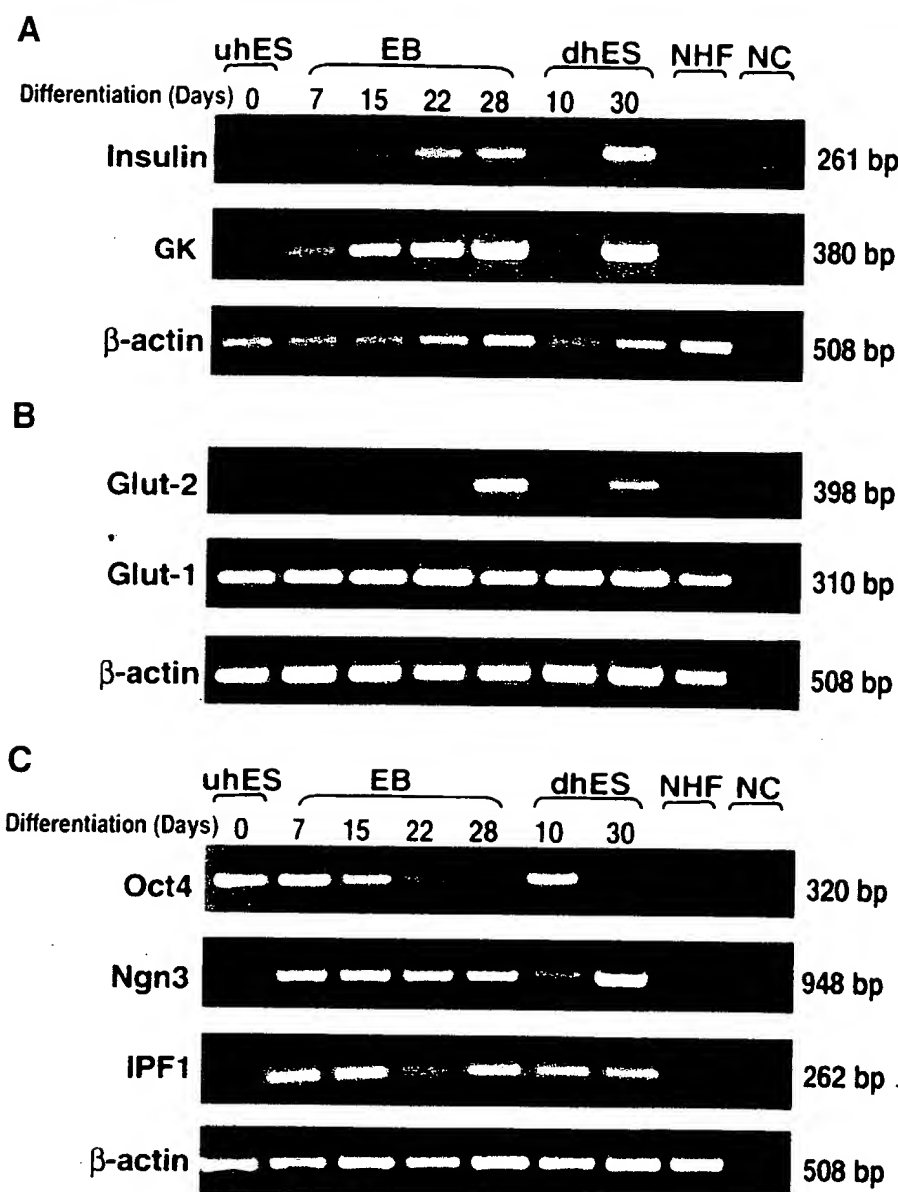 A
uhES EB dhES NHF NC
Differentiation (Days) 0 7 15 22 28 10 30
Insulin 261 bp
GK 380 bp
β-actin 508 bp
B
Glut-2 398 bp
Glut-1 310 bp
β-actin 508 bp
C
uhES EB dhES NHF NC
Differentiation (Days) 0 7 15 22 28 10 30
Oct4 320 bp
Ngn3 948 bp
IPF1 262 bp
β-actin 508 bp